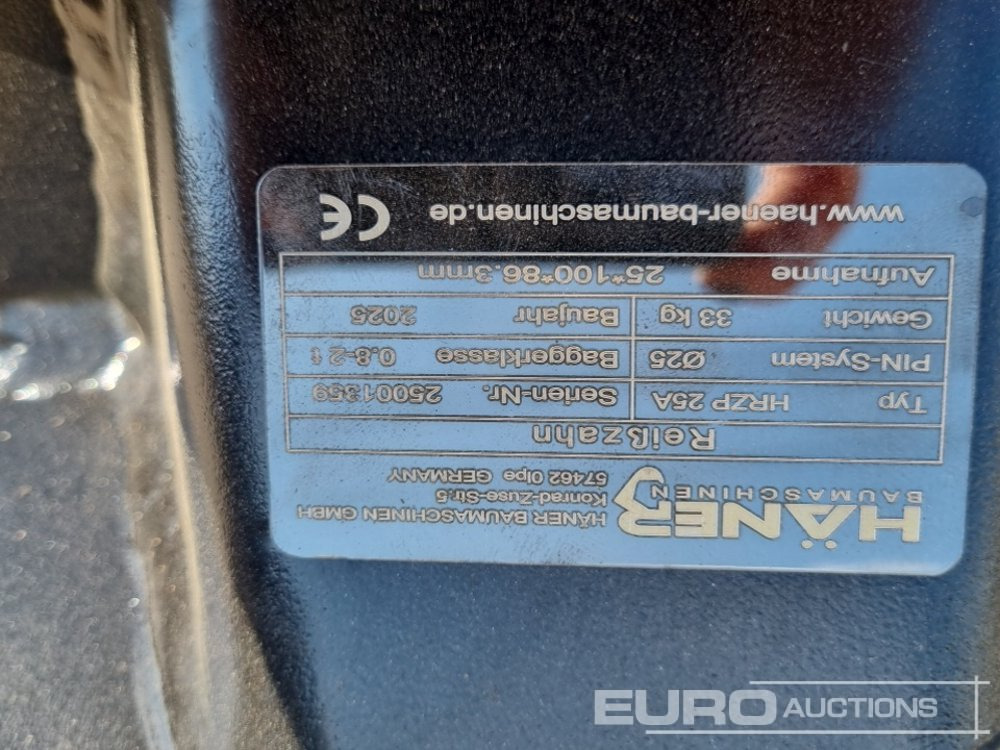 HÄNER
BAUMASCHINEN
HÄNER BAUMASCHINEN GMBH
Konrad-Zuse-Str.5
57462 Olpe GERMANY
Reißzahn
Typ HRZP 25A Serien-Nr. 25001359
PIN-System Ø25 Baggerklasse 0.8-2 t
Gewicht 33 kg Baujahr 2025
Aufnahme 25*100*86.3mm
www.haener-baumaschinen.de CE
EURO AUCTIONS